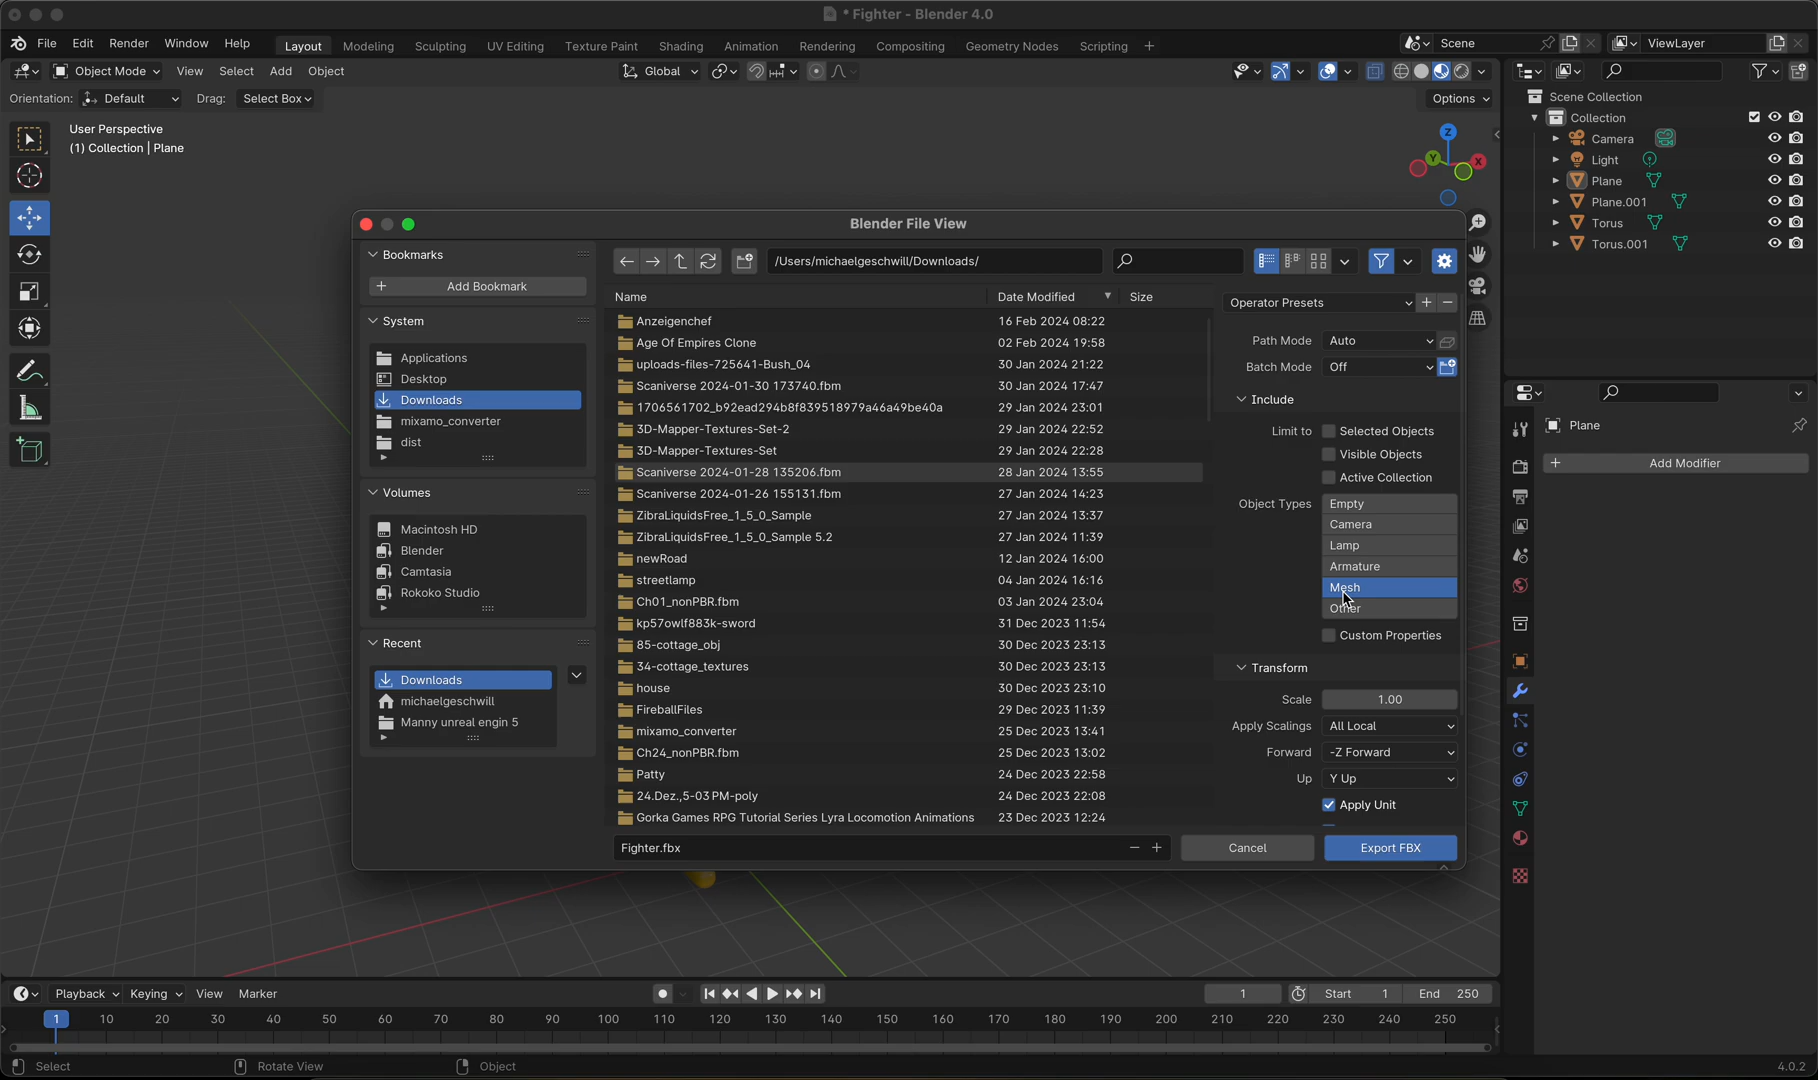 * Fighter - Blender 4.0
File Edit Render Window Help Layout Modeling Sculpting UV Editing Texture Paint Shading Animation Rendering Compositing Geometry Nodes Scripting + Scene ViewLayer
Object Mode View Select Add Object Global
Orientation: Default Drag: Select Box Options
User Perspective
(1) Collection | Plane
Z
Y X
Scene Collection
Collection
Camera
Light
Plane
Plane.001
Torus
Torus.001
Blender File View
Bookmarks
+ Add Bookmark
System
Applications
Desktop
Downloads
mixamo_converter
dist
Volumes
Macintosh HD
Blender
Camtasia
Rokoko Studio
Recent
Downloads
michaelgeschwill
Manny unreal engin 5
/Users/michaelgeschwill/Downloads/
Name Date Modified Size
Anzeigenchef 16 Feb 2024 08:22
Age Of Empires Clone 02 Feb 2024 19:58
uploads-files-725641-Bush_04 30 Jan 2024 21:22
Scaniverse 2024-01-30 173740.fbm 30 Jan 2024 17:47
1706561702_b92ead294b8f839518979a46a49be40a 29 Jan 2024 23:01
3D-Mapper-Textures-Set-2 29 Jan 2024 22:52
3D-Mapper-Textures-Set 29 Jan 2024 22:28
Scaniverse 2024-01-28 135206.fbm 28 Jan 2024 13:55
Scaniverse 2024-01-26 155131.fbm 27 Jan 2024 14:23
ZibraLiquidsFree_1_5_0_Sample 27 Jan 2024 13:37
ZibraLiquidsFree_1_5_0_Sample 5.2 27 Jan 2024 11:39
newRoad 12 Jan 2024 16:00
streetlamp 04 Jan 2024 16:16
Ch01_nonPBR.fbm 03 Jan 2024 23:04
kp57owlf883k-sword 31 Dec 2023 11:54
85-cottage_obj 30 Dec 2023 23:13
34-cottage_textures 30 Dec 2023 23:13
house 30 Dec 2023 23:10
FireballFiles 29 Dec 2023 11:39
mixamo_converter 25 Dec 2023 13:41
Ch24_nonPBR.fbm 25 Dec 2023 13:02
Patty 24 Dec 2023 22:58
24.Dez.,5-03 PM-poly 24 Dec 2023 22:08
Gorka Games RPG Tutorial Series Lyra Locomotion Animations 23 Dec 2023 12:24
Operator Presets + −
Path Mode Auto
Batch Mode Off
Include
Limit to Selected Objects
Visible Objects
Active Collection
Object Types Empty
Camera
Lamp
Armature
Mesh
Other
Custom Properties
Transform
Scale 1.00
Apply Scalings All Local
Forward -Z Forward
Up Y Up
Apply Unit
Fighter.fbx − + Cancel Export FBX
Plane
+ Add Modifier
Playback Keying View Marker 1 Start 1 End 250
1 10 20 30 40 50 60 70 80 90 100 110 120 130 140 150 160 170 180 190 200 210 220 230 240 250
Select Rotate View Object 4.0.2